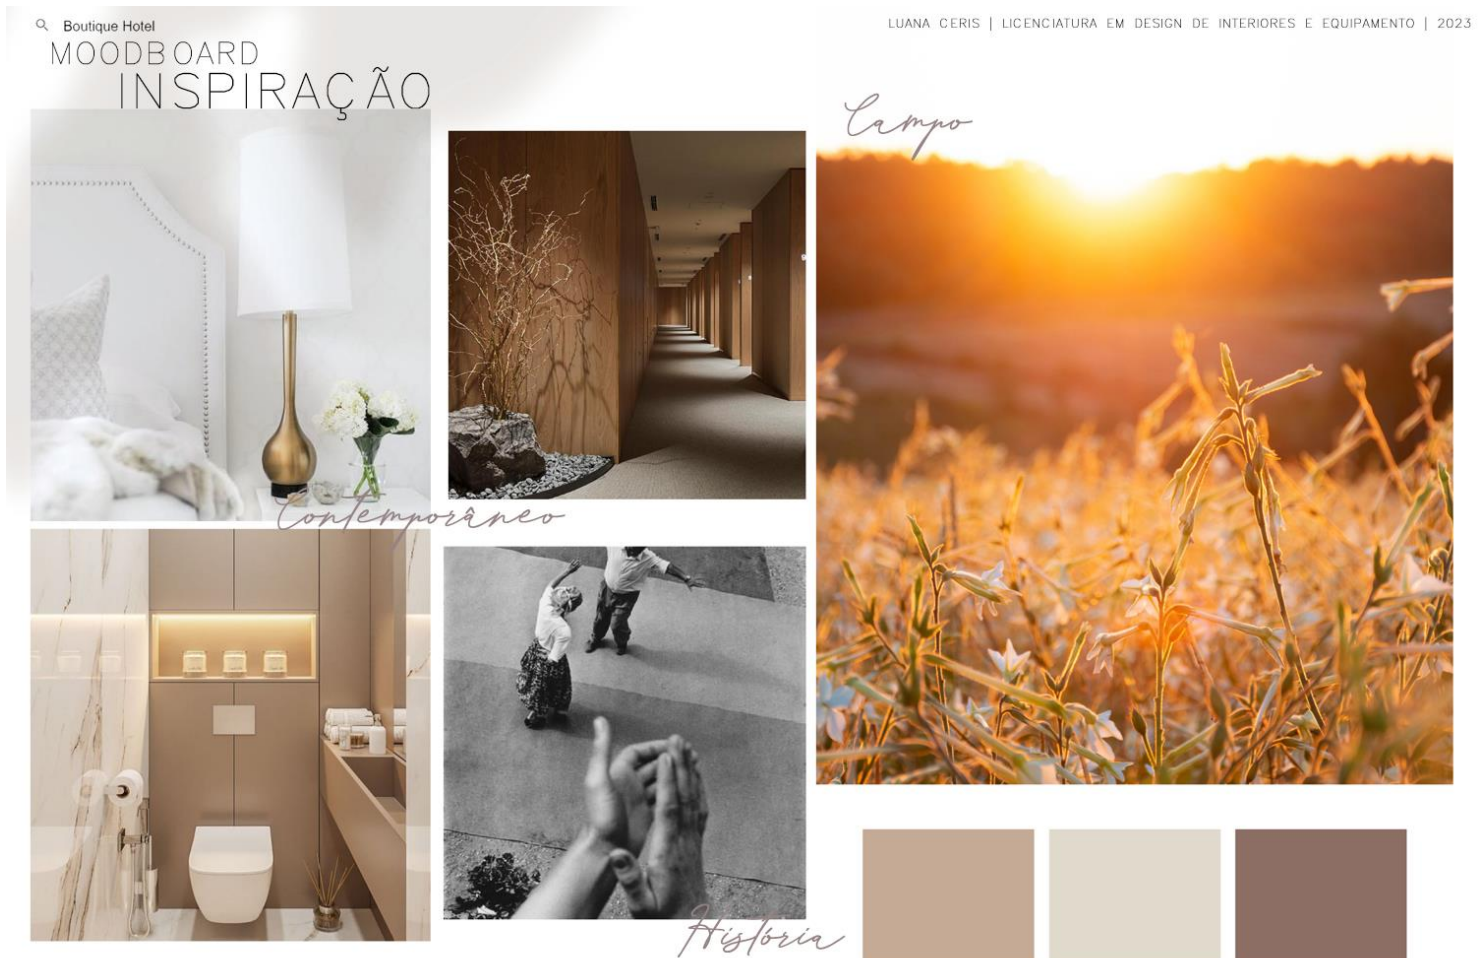 Boutique Hotel
LUANA CERIS | LICENCIATURA EM DESIGN DE INTERIORES E EQUIPAMENTO | 2023
MOODBOARD
INSPIRAÇÃO
Campo
Contemporâneo
História